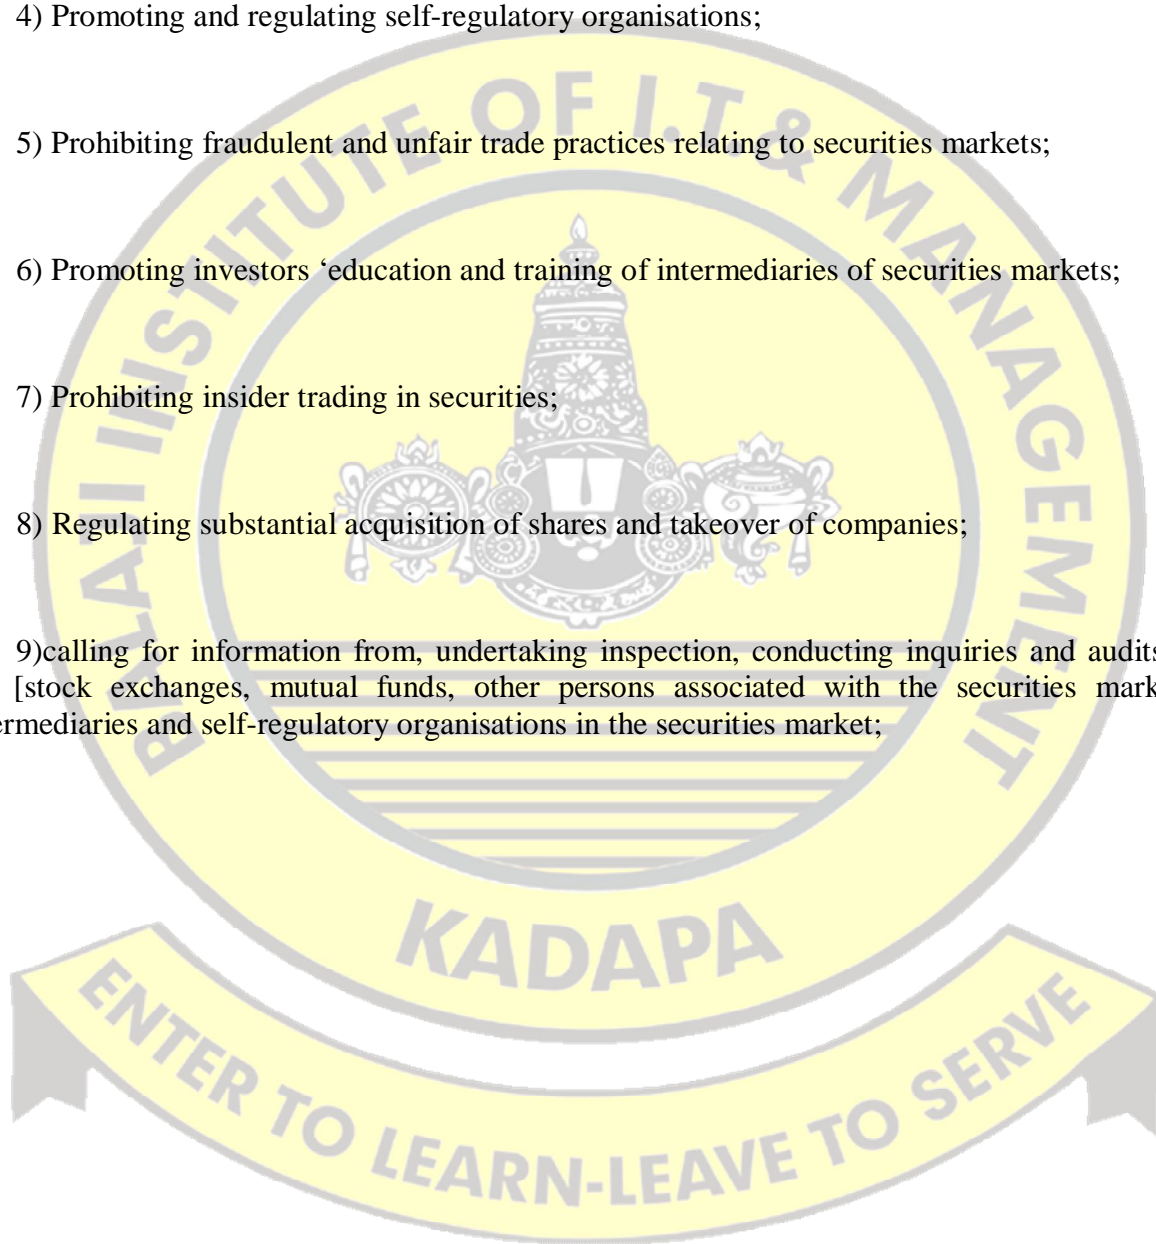 4) Promoting and regulating self-regulatory organisations;
5) Prohibiting fraudulent and unfair trade practices relating to securities markets;
6) Promoting investors ‘education and training of intermediaries of securities markets;
7) Prohibiting insider trading in securities;
8) Regulating substantial acquisition of shares and takeover of companies;
9)calling for information from, undertaking inspection, conducting inquiries and audits
[stock exchanges, mutual funds, other persons associated with the securities mark
ermediaries and self-regulatory organisations in the securities market;
BALAJI INSTITUTE OF I.T & MANAGEMENT
KADAPA
ENTER TO LEARN-LEAVE TO SERVE